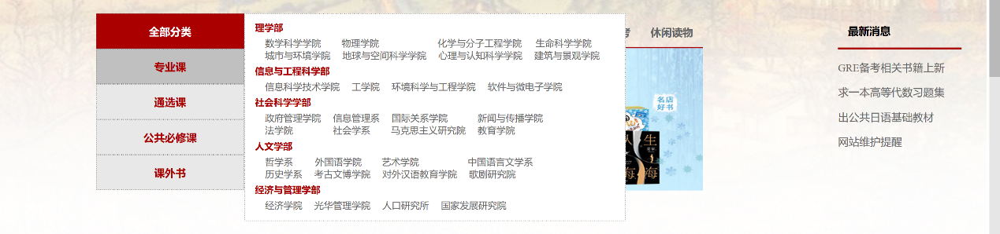 全部分类
专业课
通选课
公共必修课
课外书
理学部
数学科学学院 物理学院 化学与分子工程学院 生命科学学院
城市与环境学院 地球与空间科学学院 心理与认知科学学院 建筑与景观学院
信息与工程科学部
信息科学技术学院 工学院 环境科学与工程学院 软件与微电子学院
社会科学学部
政府管理学院 信息管理系 国际关系学院 新闻与传播学院
法学院 社会学系 马克思主义研究院 教育学院
人文学部
哲学系 外国语学院 艺术学院 中国语言文学系
历史学系 考古文博学院 对外汉语教育学院 歌剧研究院
经济与管理学部
经济学院 光华管理学院 人口研究所 国家发展研究院
考 休闲读物
名店
好书
人生
海海
最新消息
GRE备考相关书籍上新
求一本高等代数习题集
出公共日语基础教材
网站维护提醒